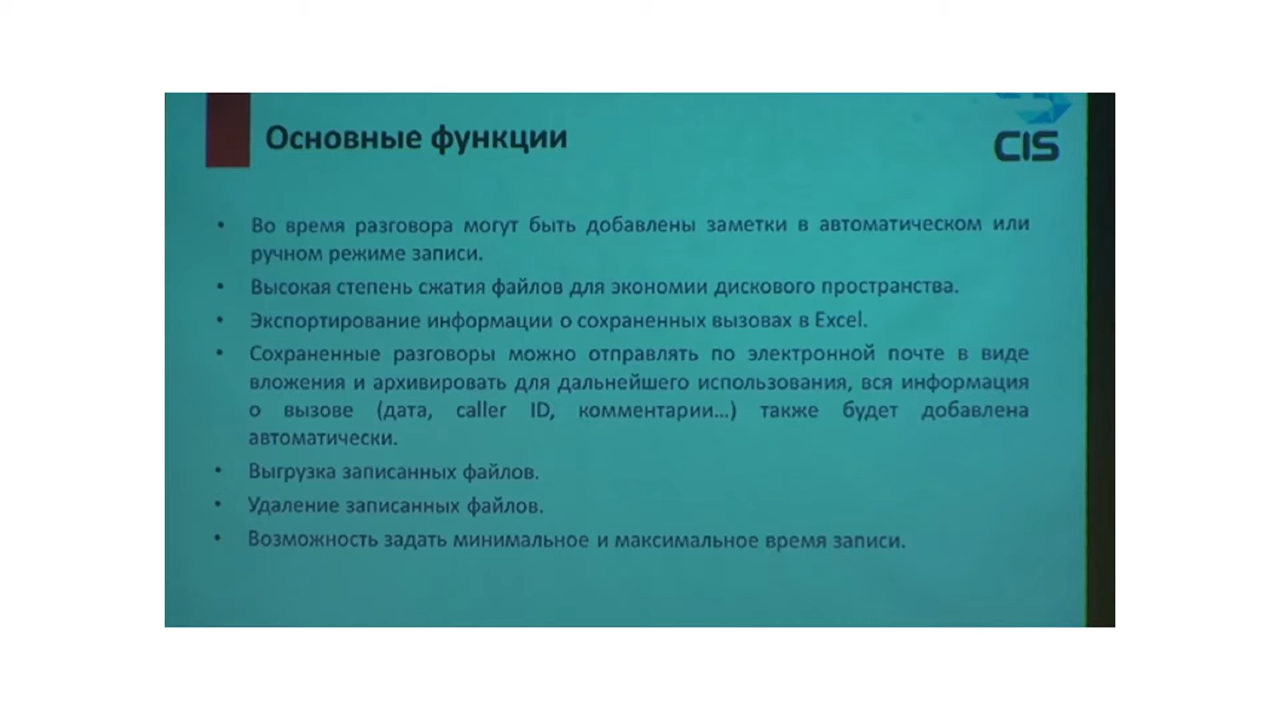 Основные функции
CIS
• Во время разговора могут быть добавлены заметки в автоматическом или
ручном режиме записи.
• Высокая степень сжатия файлов для экономии дискового пространства.
• Экспортирование информации о сохраненных вызовах в Excel.
• Сохраненные разговоры можно отправлять по электронной почте в виде
вложения и архивировать для дальнейшего использования, вся информация
о вызове (дата, caller ID, комментарии...) также будет добавлена
автоматически.
• Выгрузка записанных файлов.
• Удаление записанных файлов.
• Возможность задать минимальное и максимальное время записи.